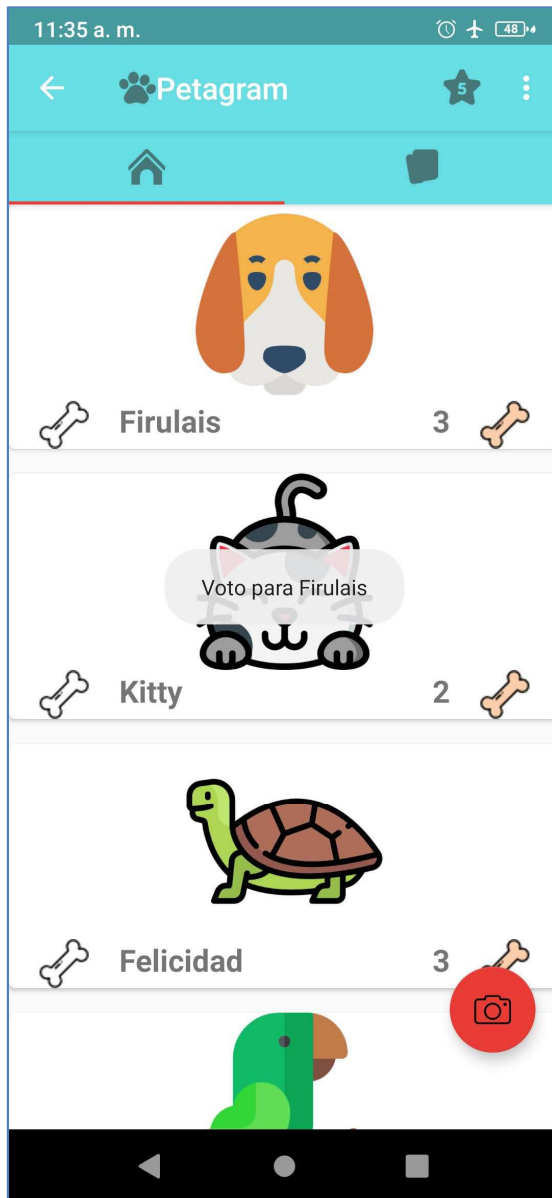 11:35 a. m.
48
Petagram
5
Firulais 3
Voto para Firulais
Kitty 2
Felicidad 3